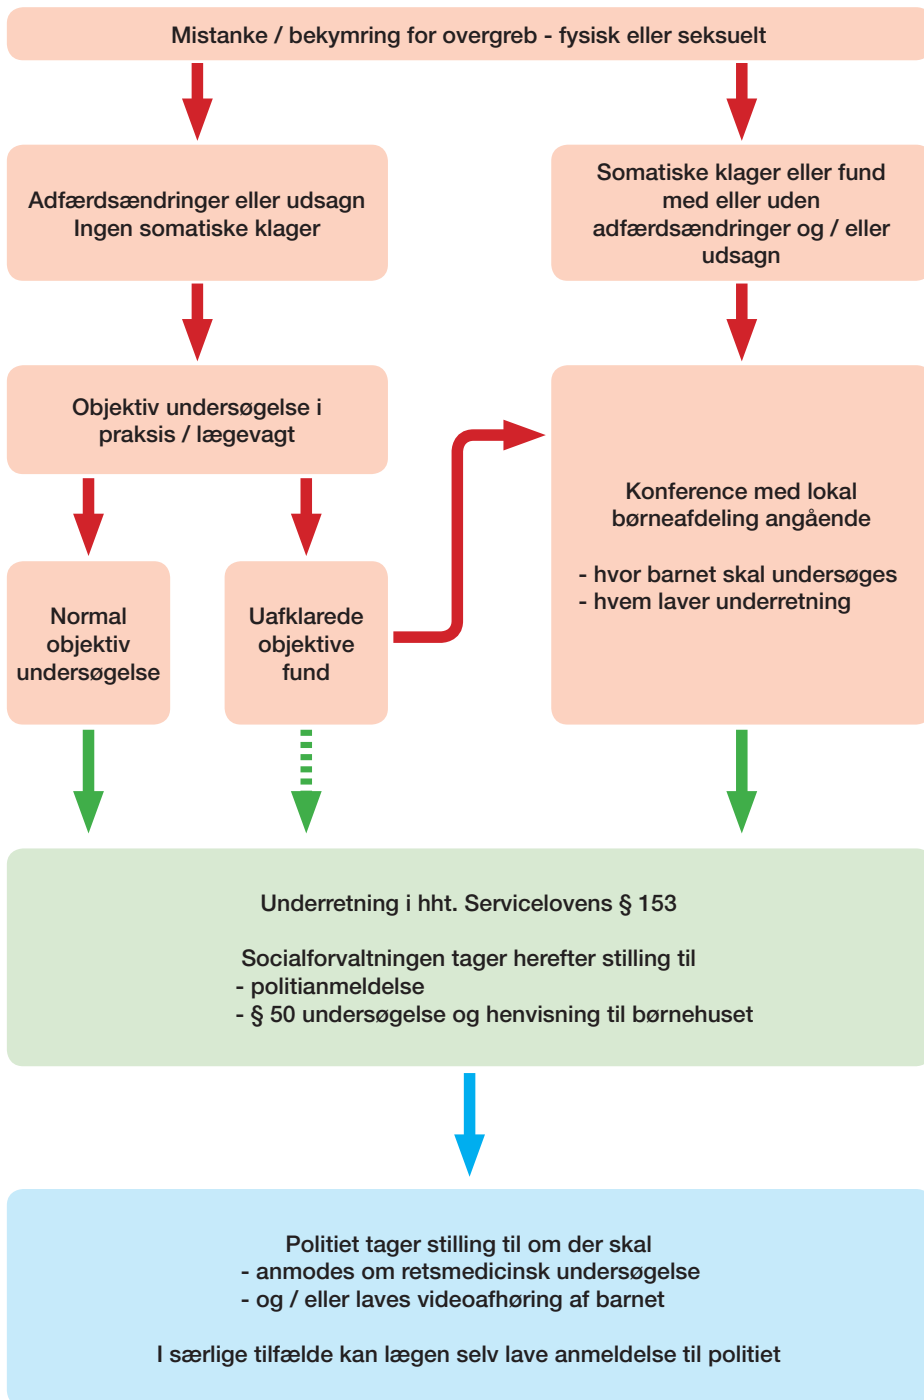 Mistanke / bekymring for overgreb - fysisk eller seksuelt
Adfærdsændringer eller udsagn
Ingen somatiske klager
Somatiske klager eller fund
med eller uden
adfærdsændringer og / eller
udsagn
Objektiv undersøgelse i
praksis / lægevagt
Konference med lokal
børneafdeling angående
- hvor barnet skal undersøges
- hvem laver underretning
Normal
objektiv
undersøgelse
Uafklarede
objektive
fund
Underretning i hht. Servicelovens § 153
Socialforvaltningen tager herefter stilling til
- politianmeldelse
- § 50 undersøgelse og henvisning til børnehuset
Politiet tager stilling til om der skal
- anmodes om retsmedicinsk undersøgelse
- og / eller laves videoafhøring af barnet
I særlige tilfælde kan lægen selv lave anmeldelse til politiet